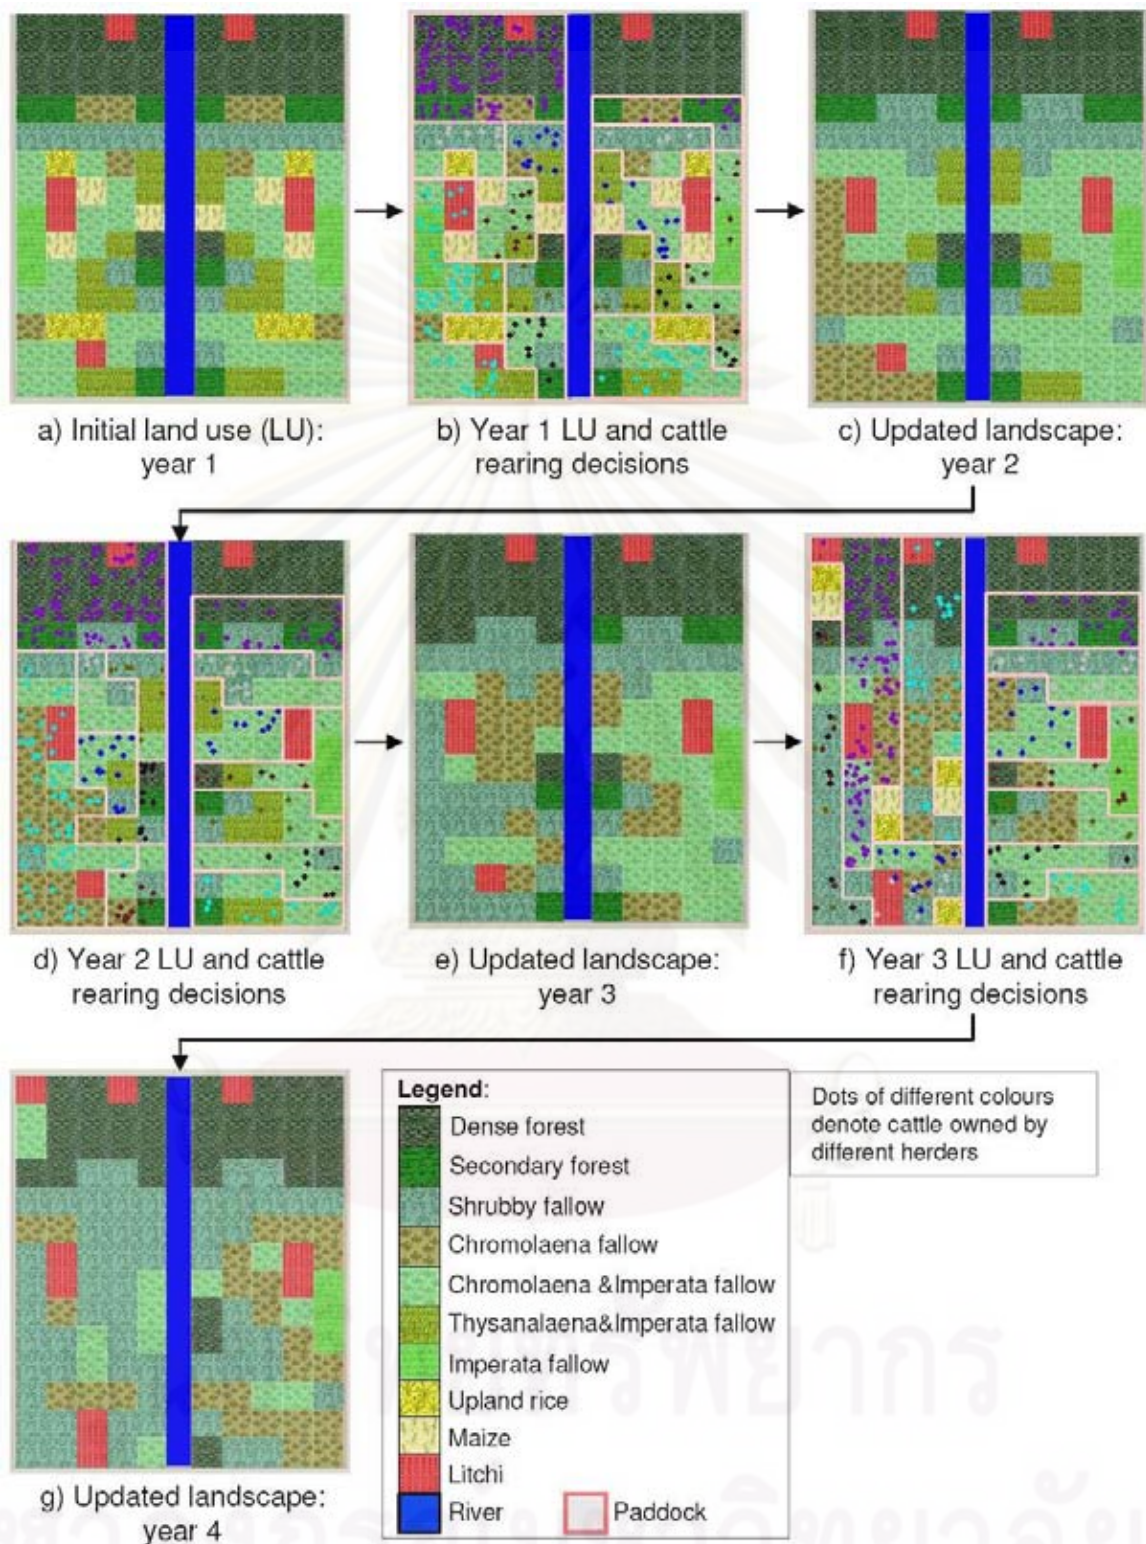 a) Initial land use (LU):
year 1
b) Year 1 LU and cattle
rearing decisions
c) Updated landscape:
year 2
d) Year 2 LU and cattle
rearing decisions
e) Updated landscape:
year 3
f) Year 3 LU and cattle
rearing decisions
g) Updated landscape:
year 4
Legend:
Dense forest
Secondary forest
Shrubby fallow
Chromolaena fallow
Chromolaena &Imperata fallow
Thysanalaena&Imperata fallow
Imperata fallow
Upland rice
Maize
Litchi
River
Paddock
Dots of different colours
denote cattle owned by
different herders